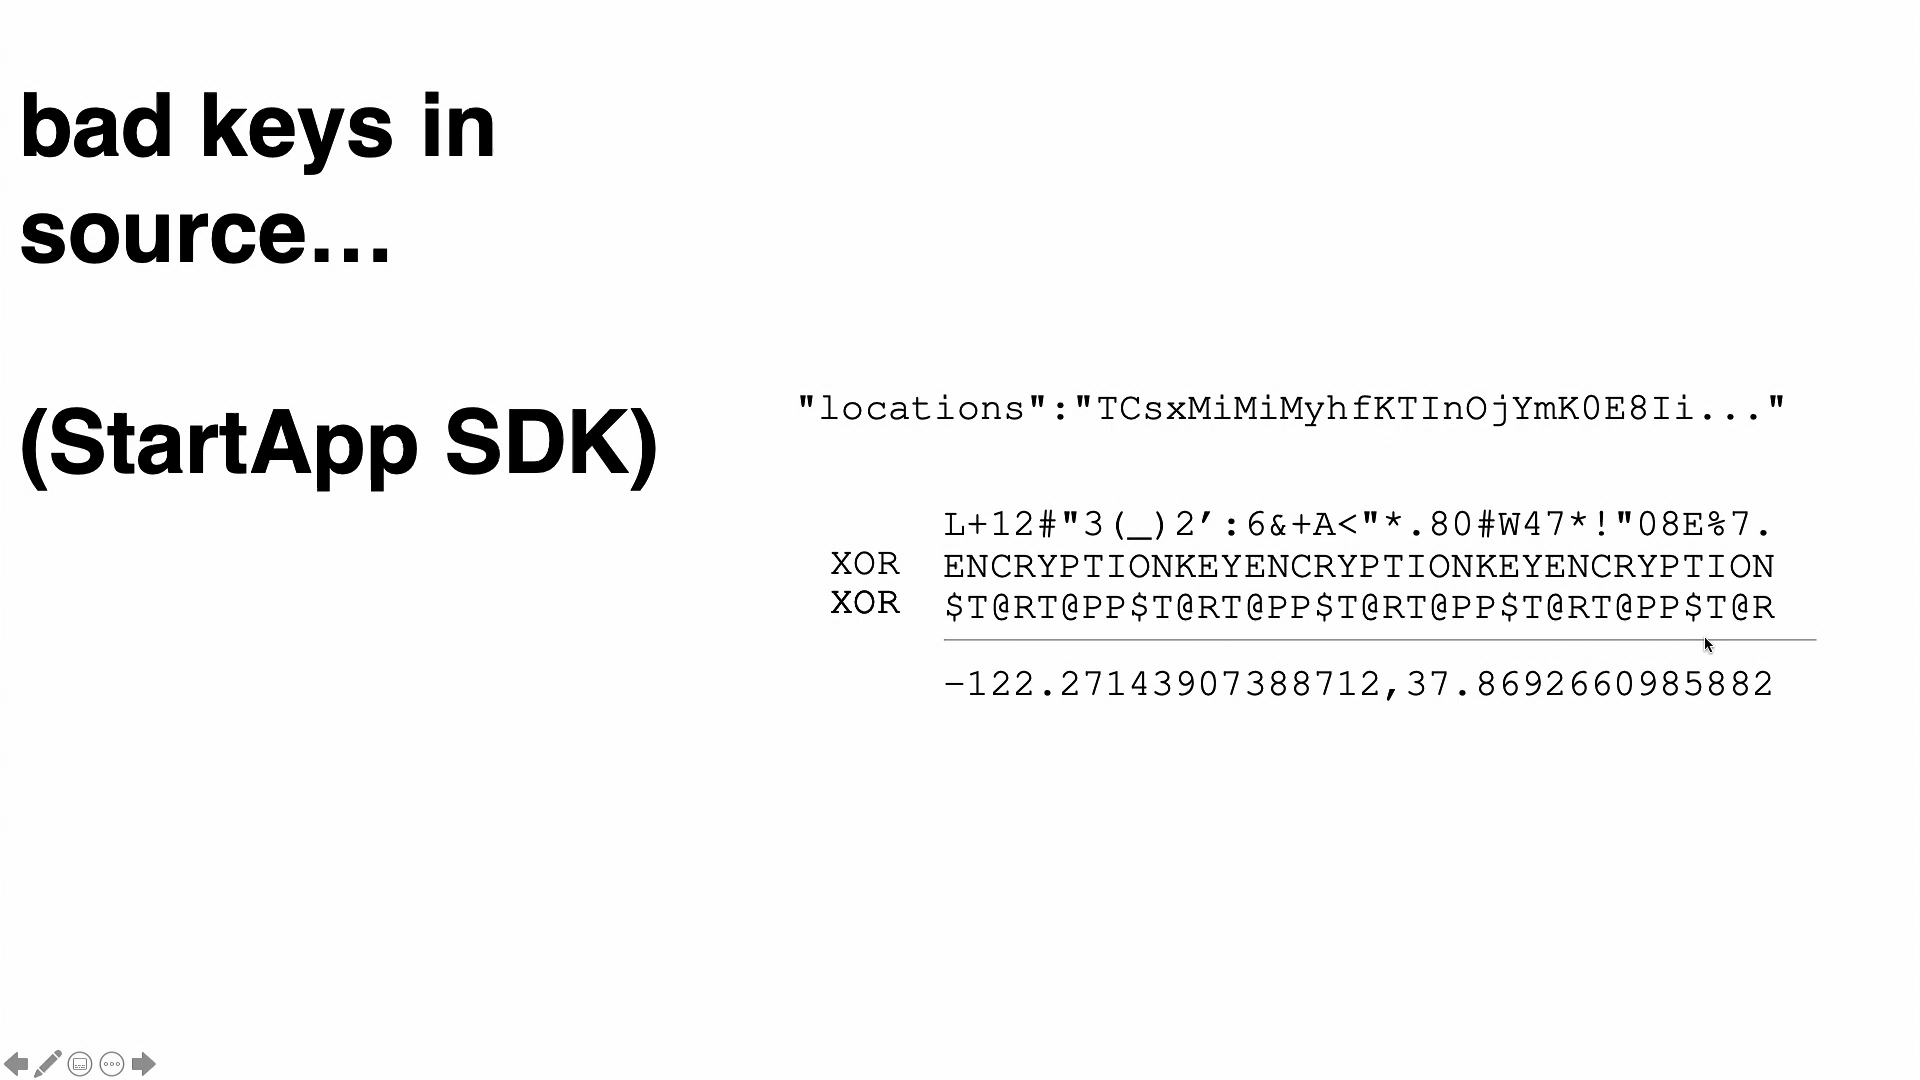 bad keys in
source…
(StartApp SDK)
"locations":"TCsxMiMiMyhfKTInOjYmK0E8Ii..."
L+12#"3(_)2’:6&+A<"*.80#W47*!"08E%7.
XOR ENCRYPTIONKEYENCRYPTIONKEYENCRYPTION
XOR $T@RT@PP$T@RT@PP$T@RT@PP$T@RT@PP$T@R
-122.27143907388712,37.8692660985882